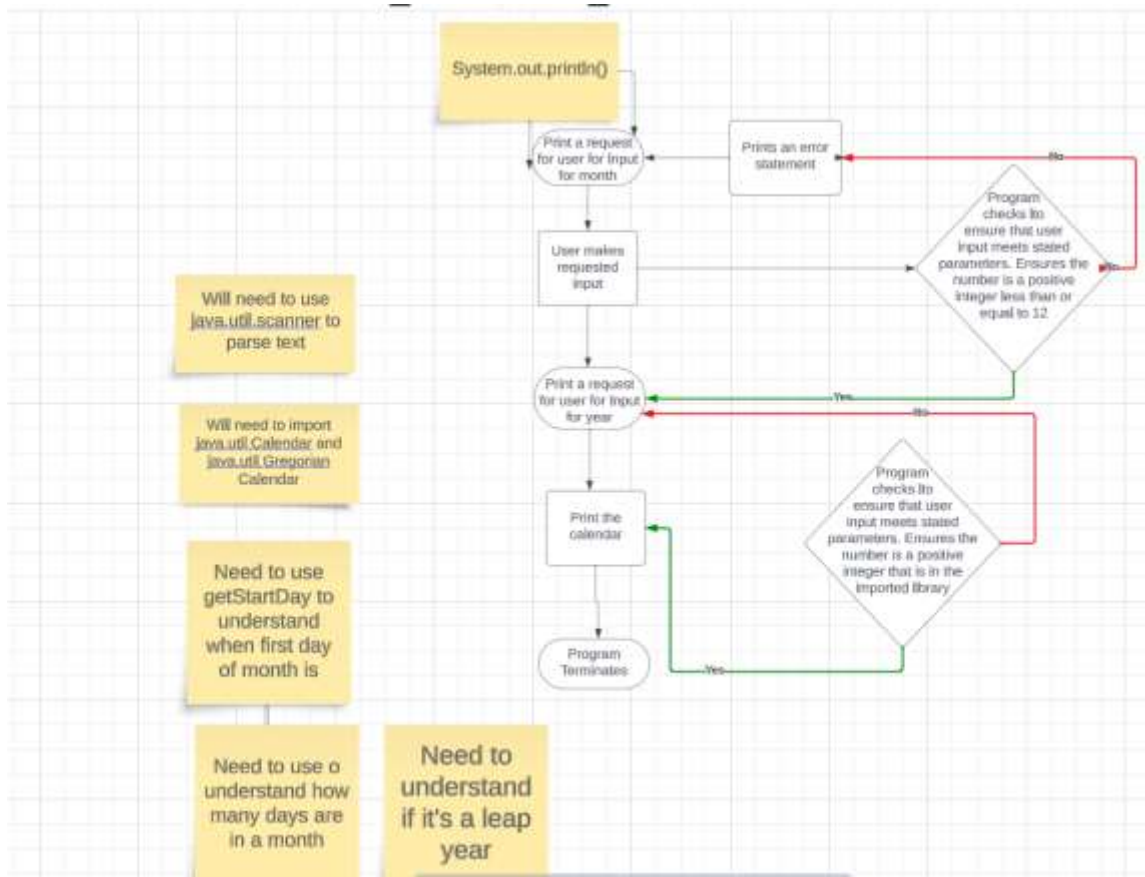 System.out.println()
Print a request
for user for Input
for month
Prints an error
statement
No
Program
checks Ito
ensure that user
input meets stated
parameters. Ensures the
number is a positive
integer less than or
equal to 12
No
User makes
requested
input
Will need to use
java.util.scanner to
parse text
Print a request
for user for Input
for year
Yes
No
Will need to import
java.util.Calendar and
java.util.Gregorian
Calendar
Program
checks Ito
ensure that user
input meets stated
parameters. Ensures the
number is a positive
integer that is in the
imported library
Print the
calendar
Need to use
getStartDay to
understand
when first day
of month is
Program
Terminates
Yes
Need to use o
understand how
many days are
in a month
Need to
understand
if it's a leap
year